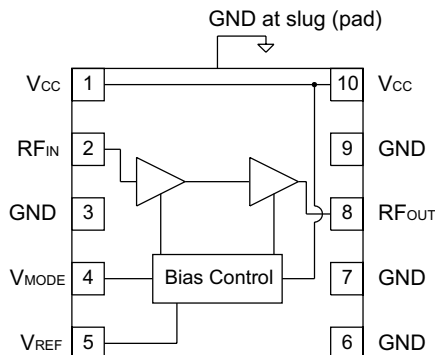 GND at slug (pad)
VCC 1 10 VCC
RFIN 2 9 GND
GND 3 8 RFOUT
VMODE 4 Bias Control 7 GND
VREF 5 6 GND